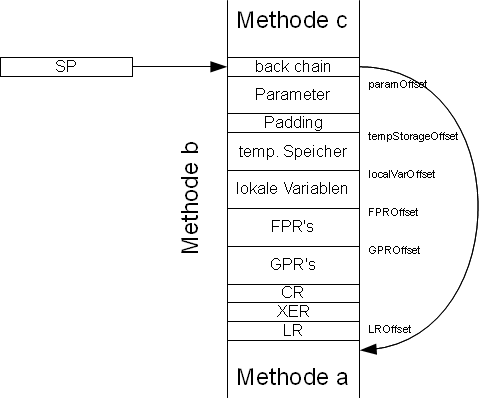 Methode c
SP
back chain
paramOffset
Parameter
Padding
tempStorageOffset
temp. Speicher
localVarOffset
lokale Variablen
Methode b
FPROffset
FPR's
GPROffset
GPR's
CR
XER
LR
LROffset
Methode a